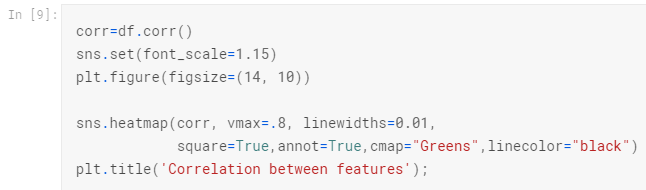 In [9]:
corr=df.corr()
sns.set(font_scale=1.15)
plt.figure(figsize=(14, 10))
sns.heatmap(corr, vmax=.8, linewidths=0.01,
            square=True,annot=True,cmap="Greens",linecolor="black")
plt.title('Correlation between features');